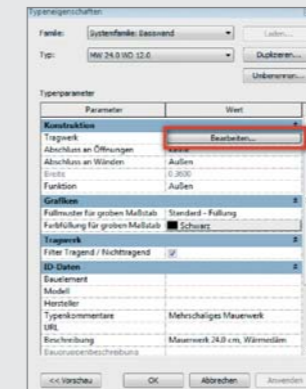 Typeneigenschaften
Familie: Systemfamilie: Basiswand Laden...
Typ: MW 24.0 WD 12.0 Duplizieren...
Umbenennen...
Typenparameter
Parameter Wert
Konstruktion
Tragwerk Bearbeiten...
Abschluss an Öffnungen Keine
Abschluss an Wänden Außen
Breite 0.3600
Funktion Außen
Grafiken
Füllmuster für groben Maßstab Standard - Füllung
Farbfüllung für groben Maßstab Schwarz
Tragwerk
Filter Tragend / Nichttragend
ID-Daten
Bauelement
Modell
Hersteller
Typenkommentare Mehrschaliges Mauerwerk
URL
Beschreibung Mauerwerk 24.0 cm, Wärmedäm
Baugruppenbeschreibung
<< Vorschau OK Abbrechen Anwenden